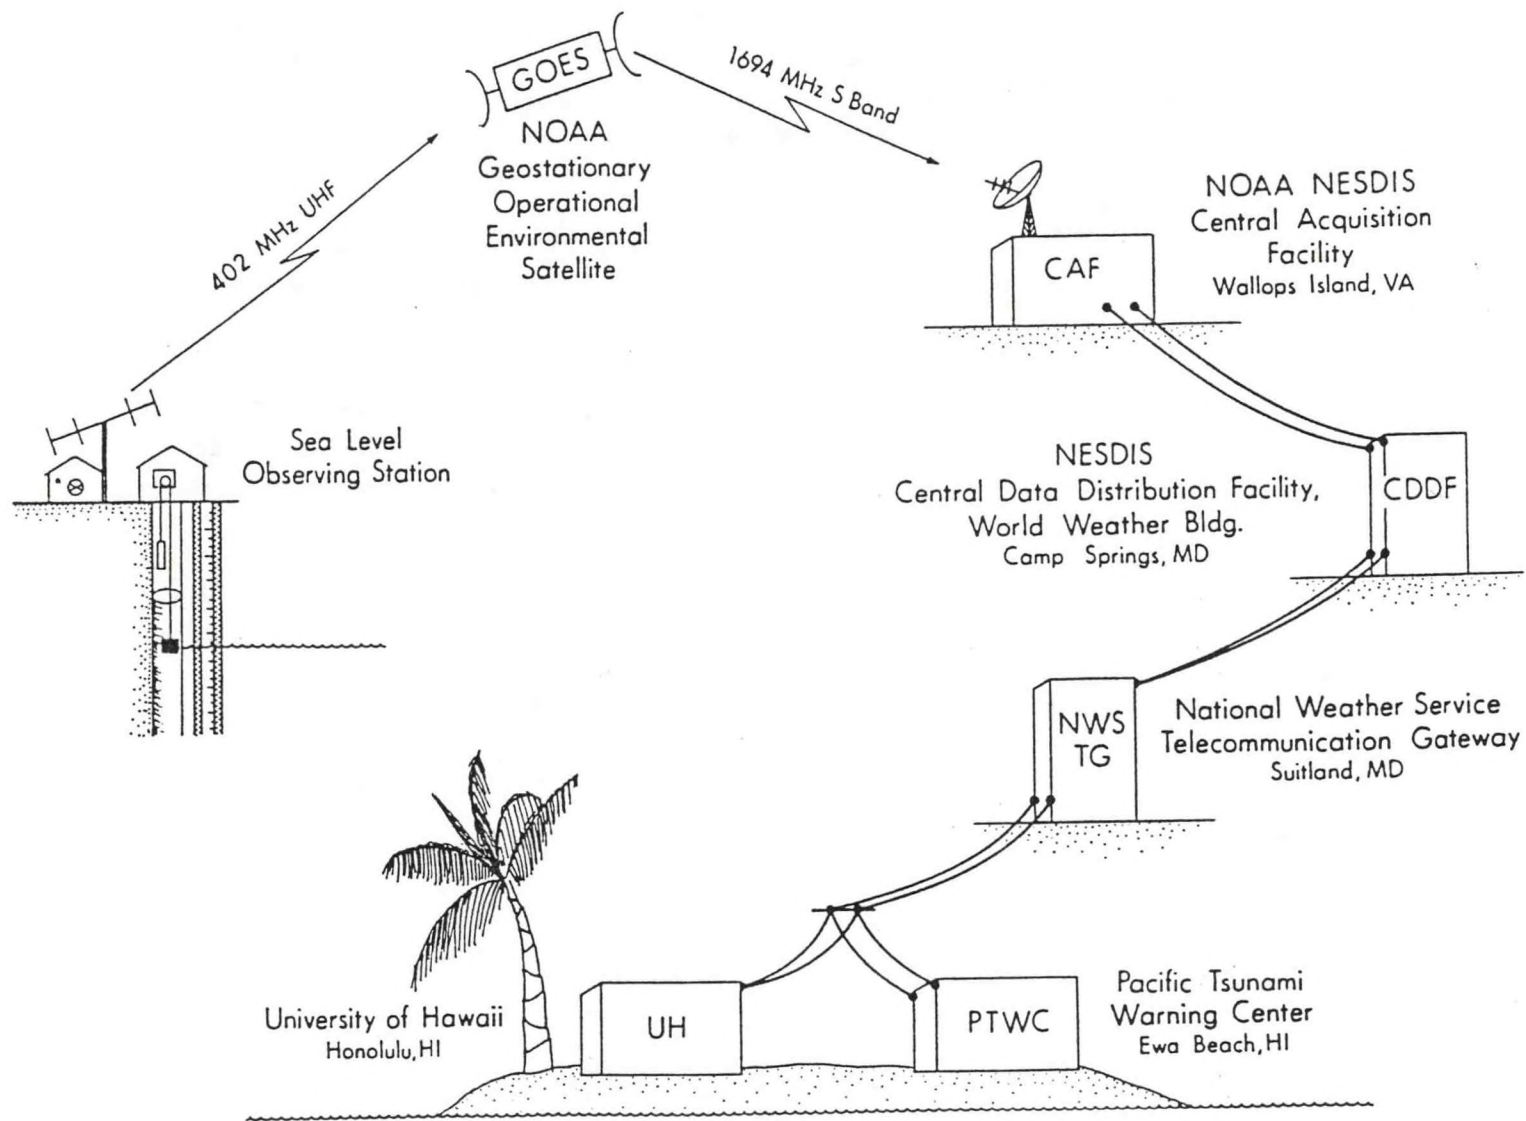 GOES
NOAA
Geostationary
Operational
Environmental
Satellite
402 MHz UHF
1694 MHz S Band
CAF
NOAA NESDIS
Central Acquisition
Facility
Wallops Island, VA
Sea Level
Observing Station
NESDIS
Central Data Distribution Facility,
World Weather Bldg.
Camp Springs, MD
CDDF
NWS
TG
National Weather Service
Telecommunication Gateway
Suitland, MD
University of Hawaii
Honolulu, HI
UH
PTWC
Pacific Tsunami
Warning Center
Ewa Beach, HI